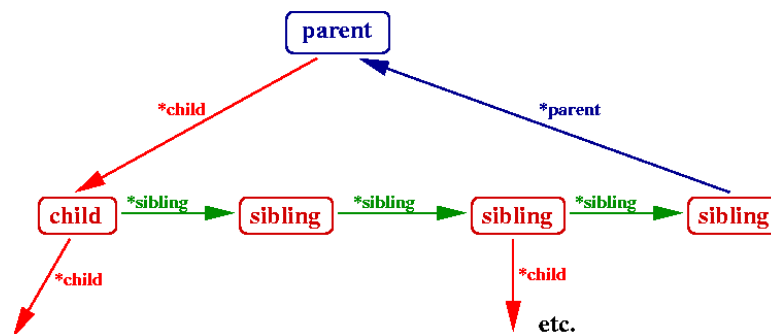 parent
*child
*parent
child
*sibling
sibling
*sibling
sibling
*sibling
sibling
*child
*child
etc.